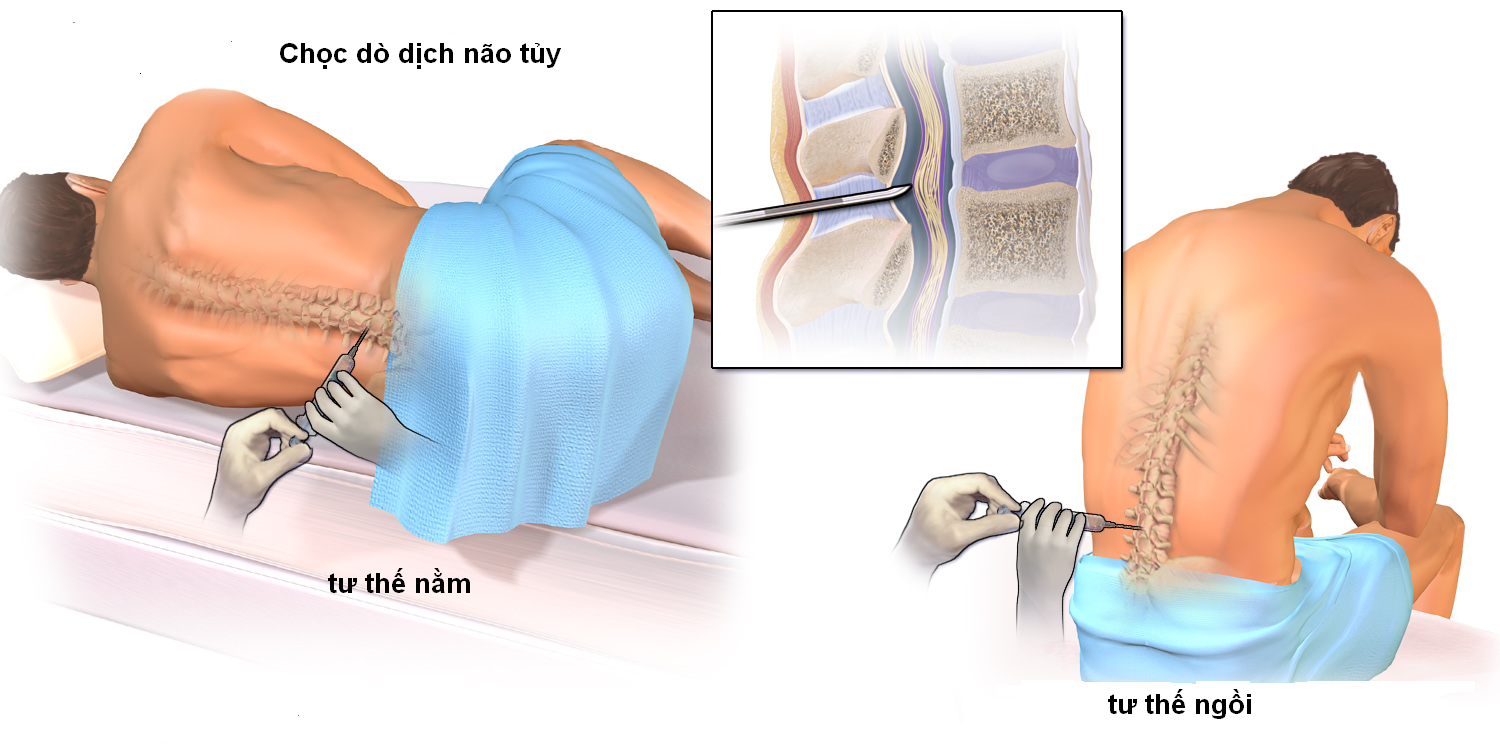 Chọc dò dịch não tủy
tư thế nằm
tư thế ngồi